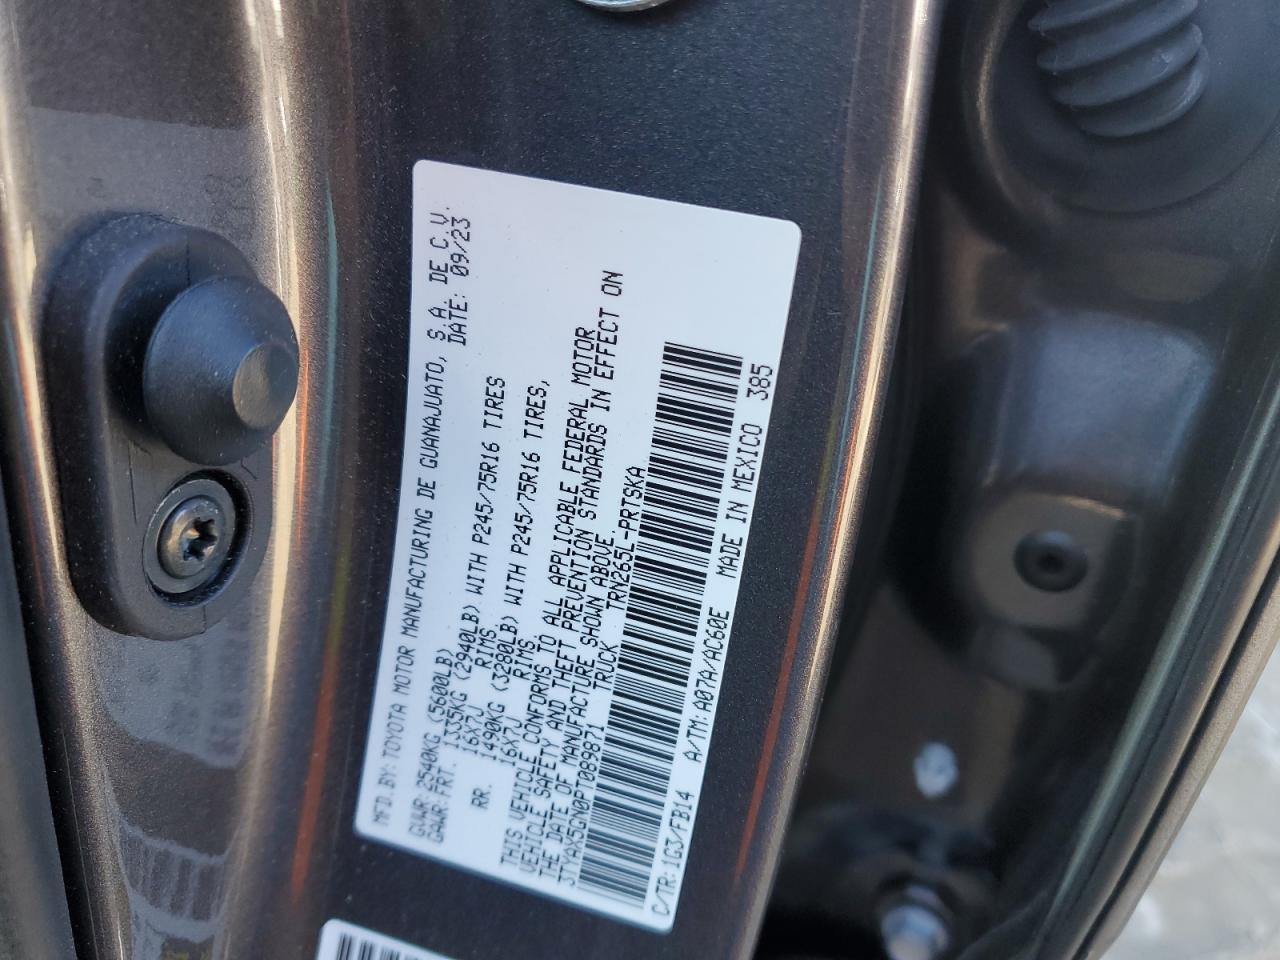 MFD. BY: TOYOTA MOTOR MANUFACTURING DE GUANAJUATO, S.A. DE C.V.
DATE: 09/23
GVWR: 2540KG (5600LB)
GAWR: FRT. 1335KG (2940LB) WITH P245/75R16 TIRES
16X7J RIMS
RR. 1490KG (3280LB) WITH P245/75R16 TIRES,
16X7J RIMS
THIS VEHICLE CONFORMS TO ALL APPLICABLE FEDERAL MOTOR
VEHICLE SAFETY AND THEFT PREVENTION STANDARDS IN EFFECT ON
THE DATE OF MANUFACTURE SHOWN ABOVE.
3TYAX5GN0PT089871 TRUCK TRN265L-PRTSKA
C/TR: 1G3/FB14 A/TM: A07A/AC60E MADE IN MEXICO 385